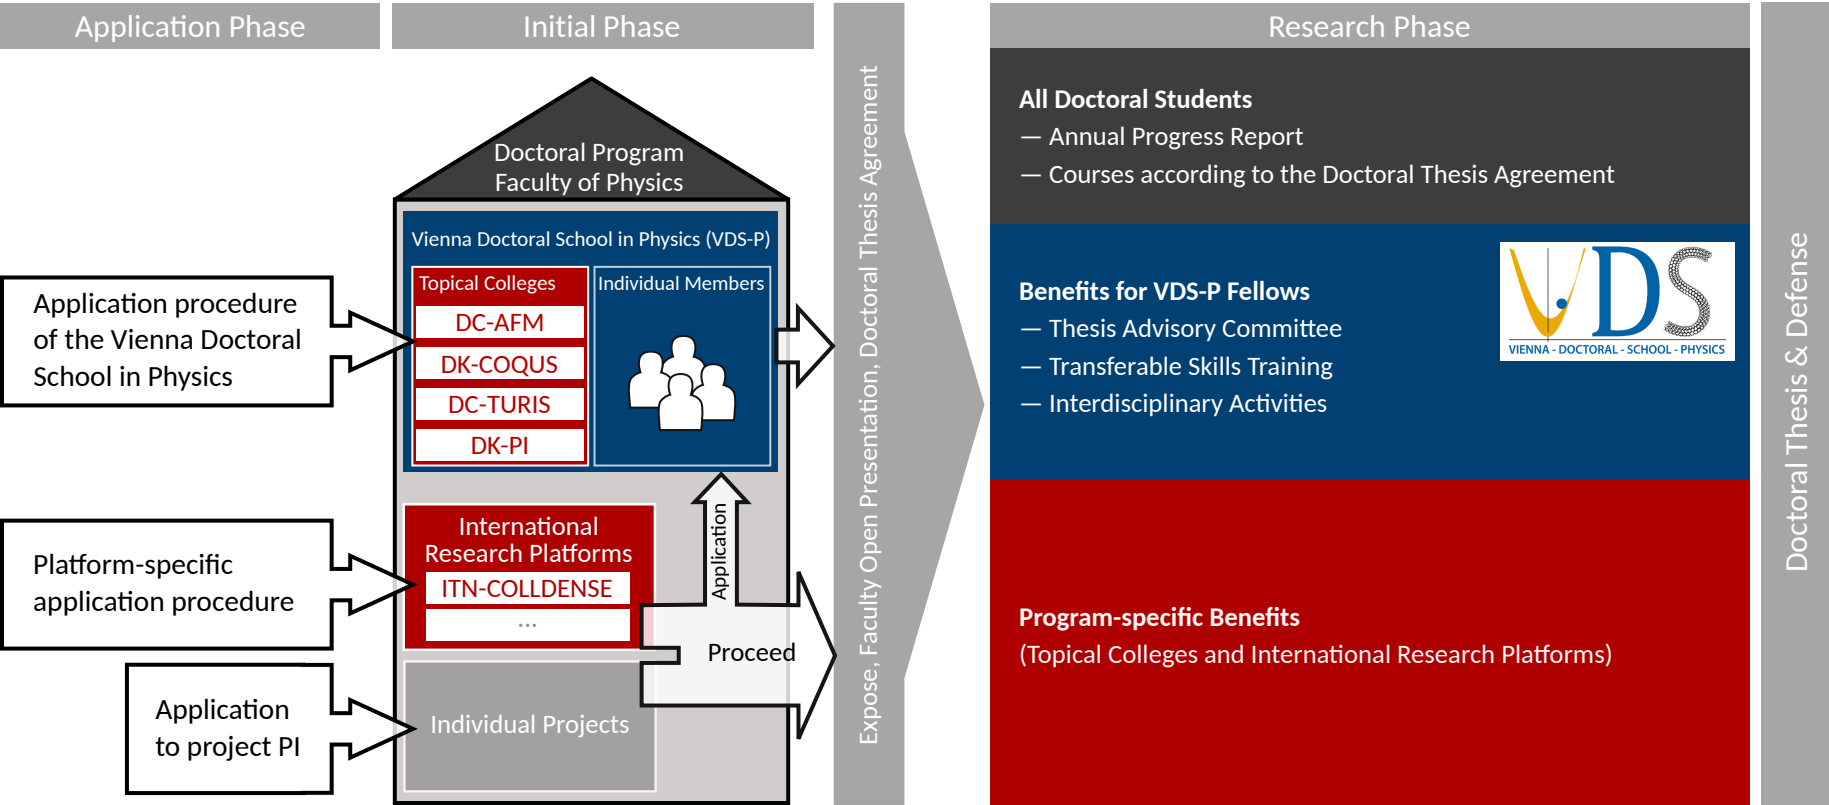 Application Phase
Initial Phase
Research Phase
Application procedure
of the Vienna Doctoral
School in Physics
Platform-specific
application procedure
Application
to project PI
Doctoral Program
Faculty of Physics
Vienna Doctoral School in Physics (VDS-P)
Topical Colleges
DC-AFM
DK-COQUS
DC-TURIS
DK-PI
Individual Members
International
Research Platforms
ITN-COLLDENSE
...
Individual Projects
Application
Proceed
Expose, Faculty Open Presentation, Doctoral Thesis Agreement
All Doctoral Students
— Annual Progress Report
— Courses according to the Doctoral Thesis Agreement
Benefits for VDS-P Fellows
— Thesis Advisory Committee
— Transferable Skills Training
— Interdisciplinary Activities
VDS
VIENNA - DOCTORAL - SCHOOL - PHYSICS
Program-specific Benefits
(Topical Colleges and International Research Platforms)
Doctoral Thesis & Defense